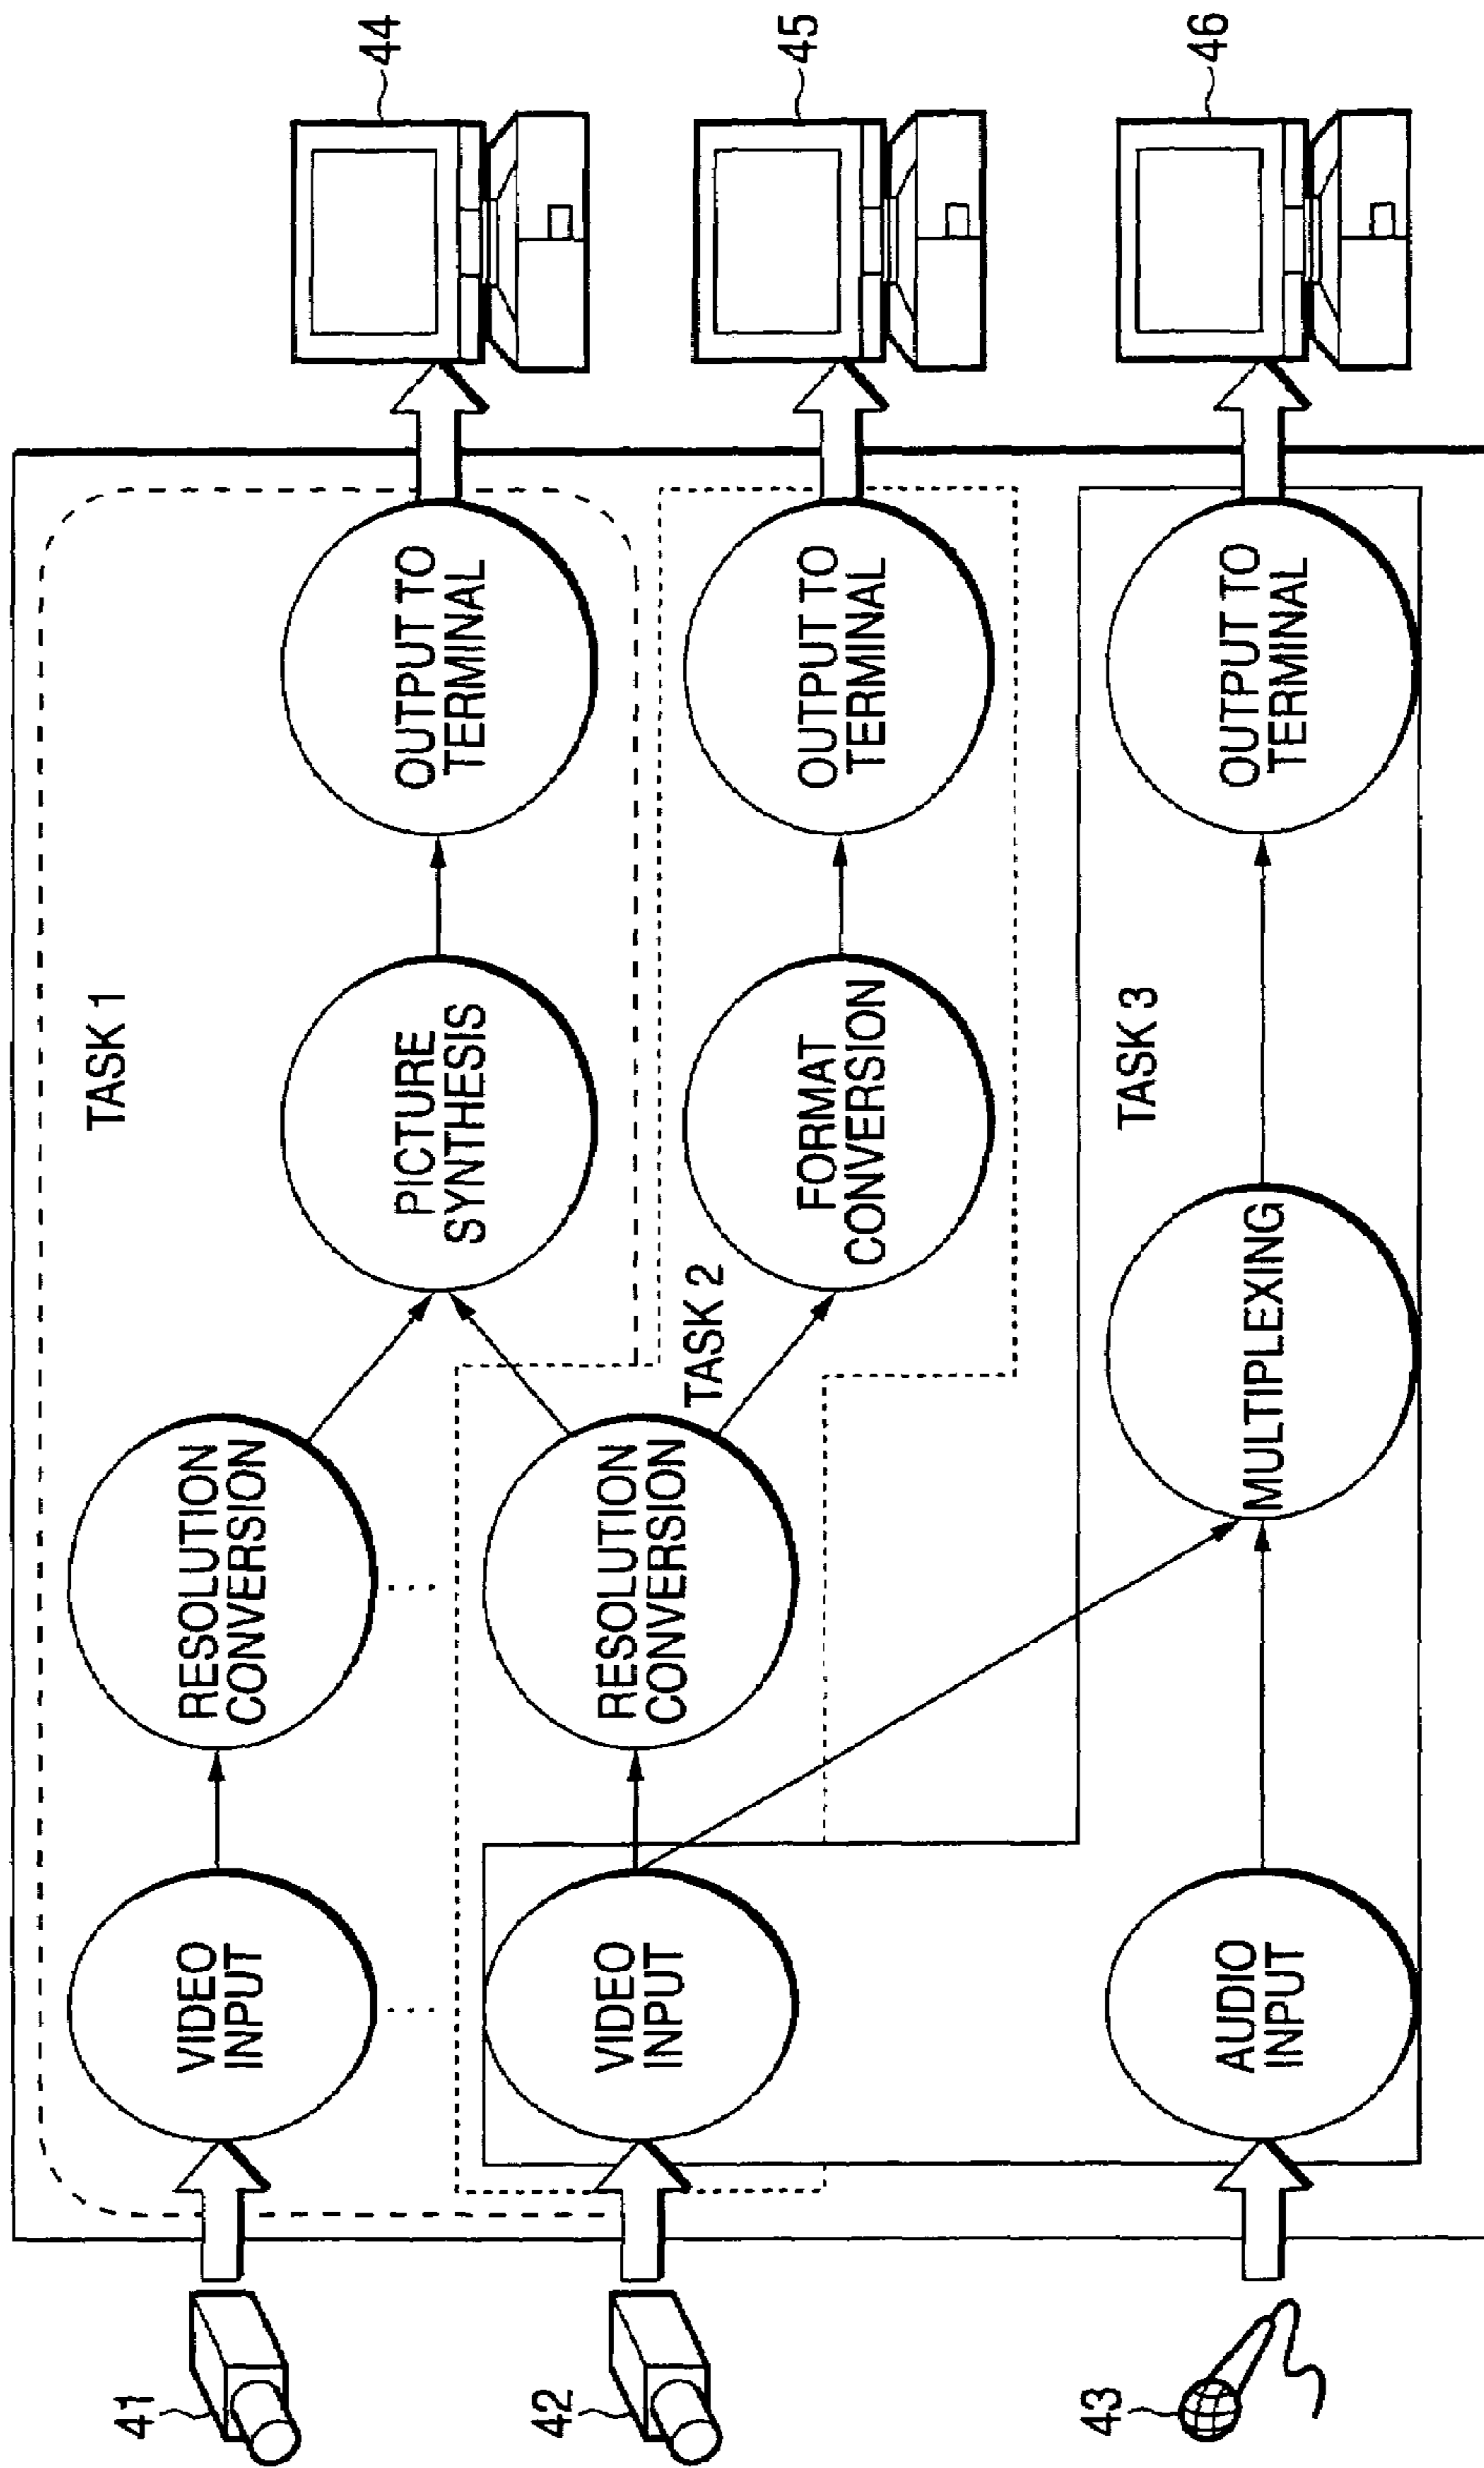 TASK 1
41
VIDEO
INPUT
RESOLUTION
CONVERSION
PICTURE
SYNTHESIS
OUTPUT TO
TERMINAL
44
TASK 2
42
VIDEO
INPUT
RESOLUTION
CONVERSION
FORMAT
CONVERSION
OUTPUT TO
TERMINAL
45
TASK 3
43
AUDIO
INPUT
MULTIPLEXING
OUTPUT TO
TERMINAL
46